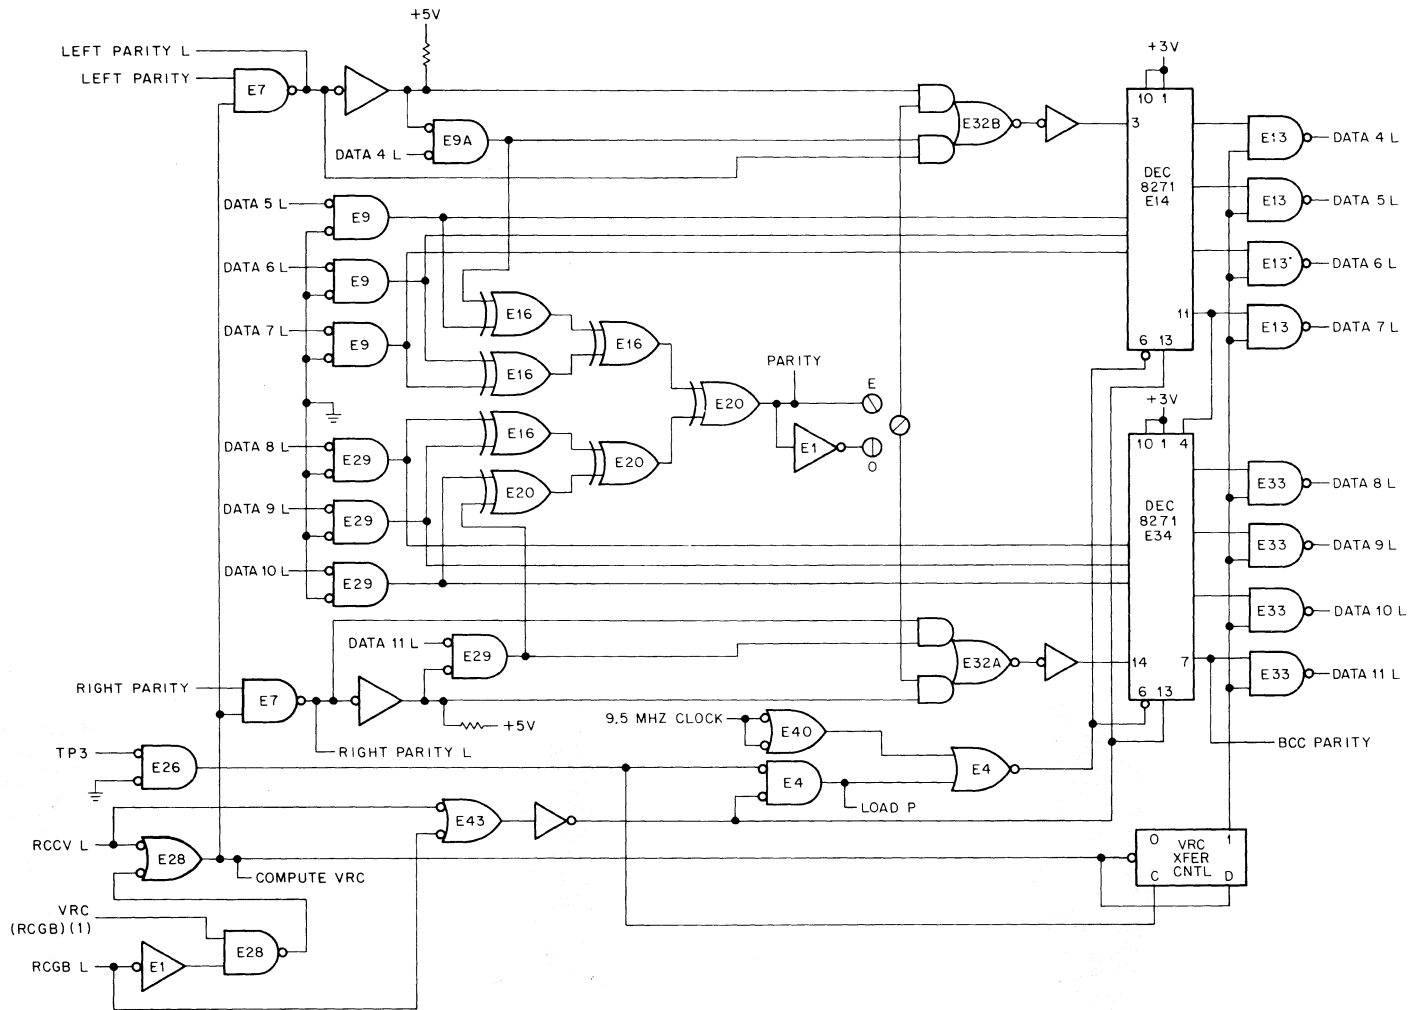 +5V
LEFT PARITY L
LEFT PARITY
E7
E9A
DATA 4 L
E32B
+3V
10 1
3
DEC
8271
E14
11
6 13
E13
DATA 4 L
E13
DATA 5 L
E13
DATA 6 L
E13
DATA 7 L
DATA 5 L
E9
DATA 6 L
E9
DATA 7 L
E9
E16
E16
E16
E16
E20
E20
E20
PARITY
E
E1
O
DATA 8 L
E29
DATA 9 L
E29
DATA 10 L
E29
+3V
10 1 4
DEC
8271
E34
14
7
6 13
E33
DATA 8 L
E33
DATA 9 L
E33
DATA 10 L
E33
DATA 11 L
BCC PARITY
DATA 11 L
E29
E32A
RIGHT PARITY
E7
+5V
RIGHT PARITY L
9.5 MHZ CLOCK
E40
TP3
E26
E4
E4
LOAD P
RCCV L
E43
E28
COMPUTE VRC
0 1
VRC
XFER
CNTL
C D
VRC
(RCGB)(1)
E28
RCGB L
E1